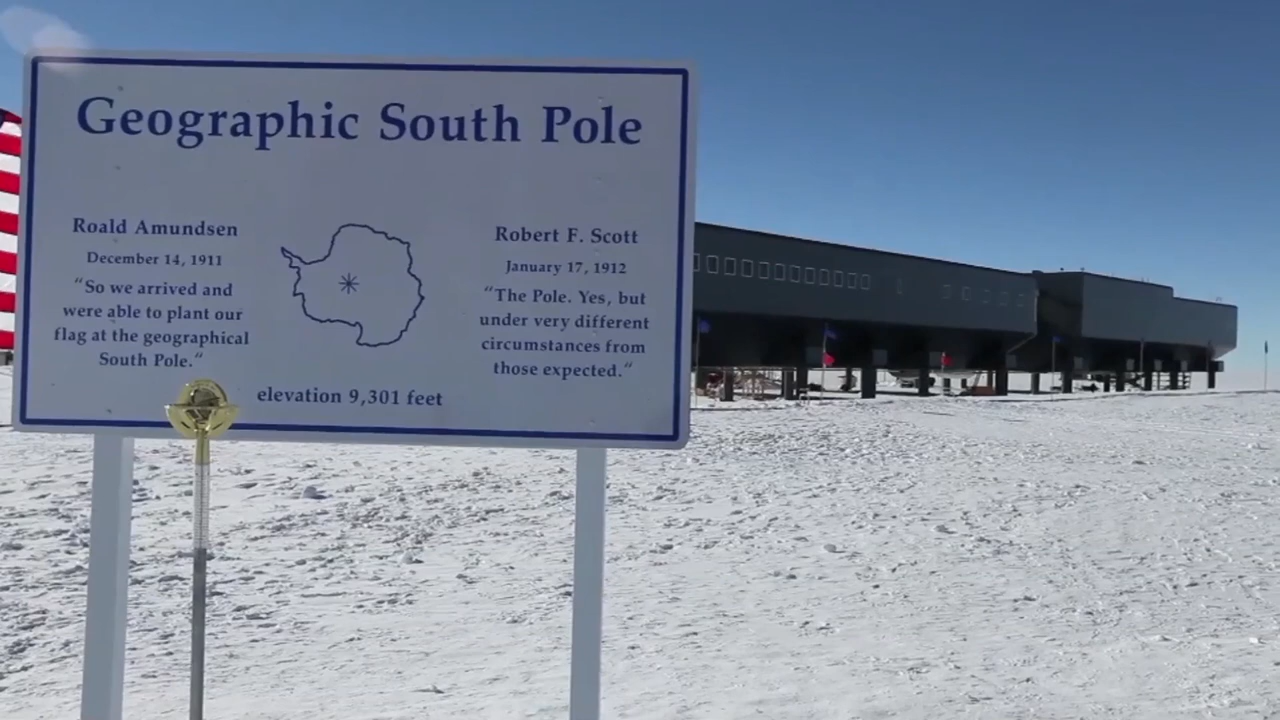 Geographic South Pole
Roald Amundsen
December 14, 1911
“So we arrived and
were able to plant our
flag at the geographical
South Pole.“
Robert F. Scott
January 17, 1912
“The Pole. Yes, but
under very different
circumstances from
those expected.“
elevation 9,301 feet